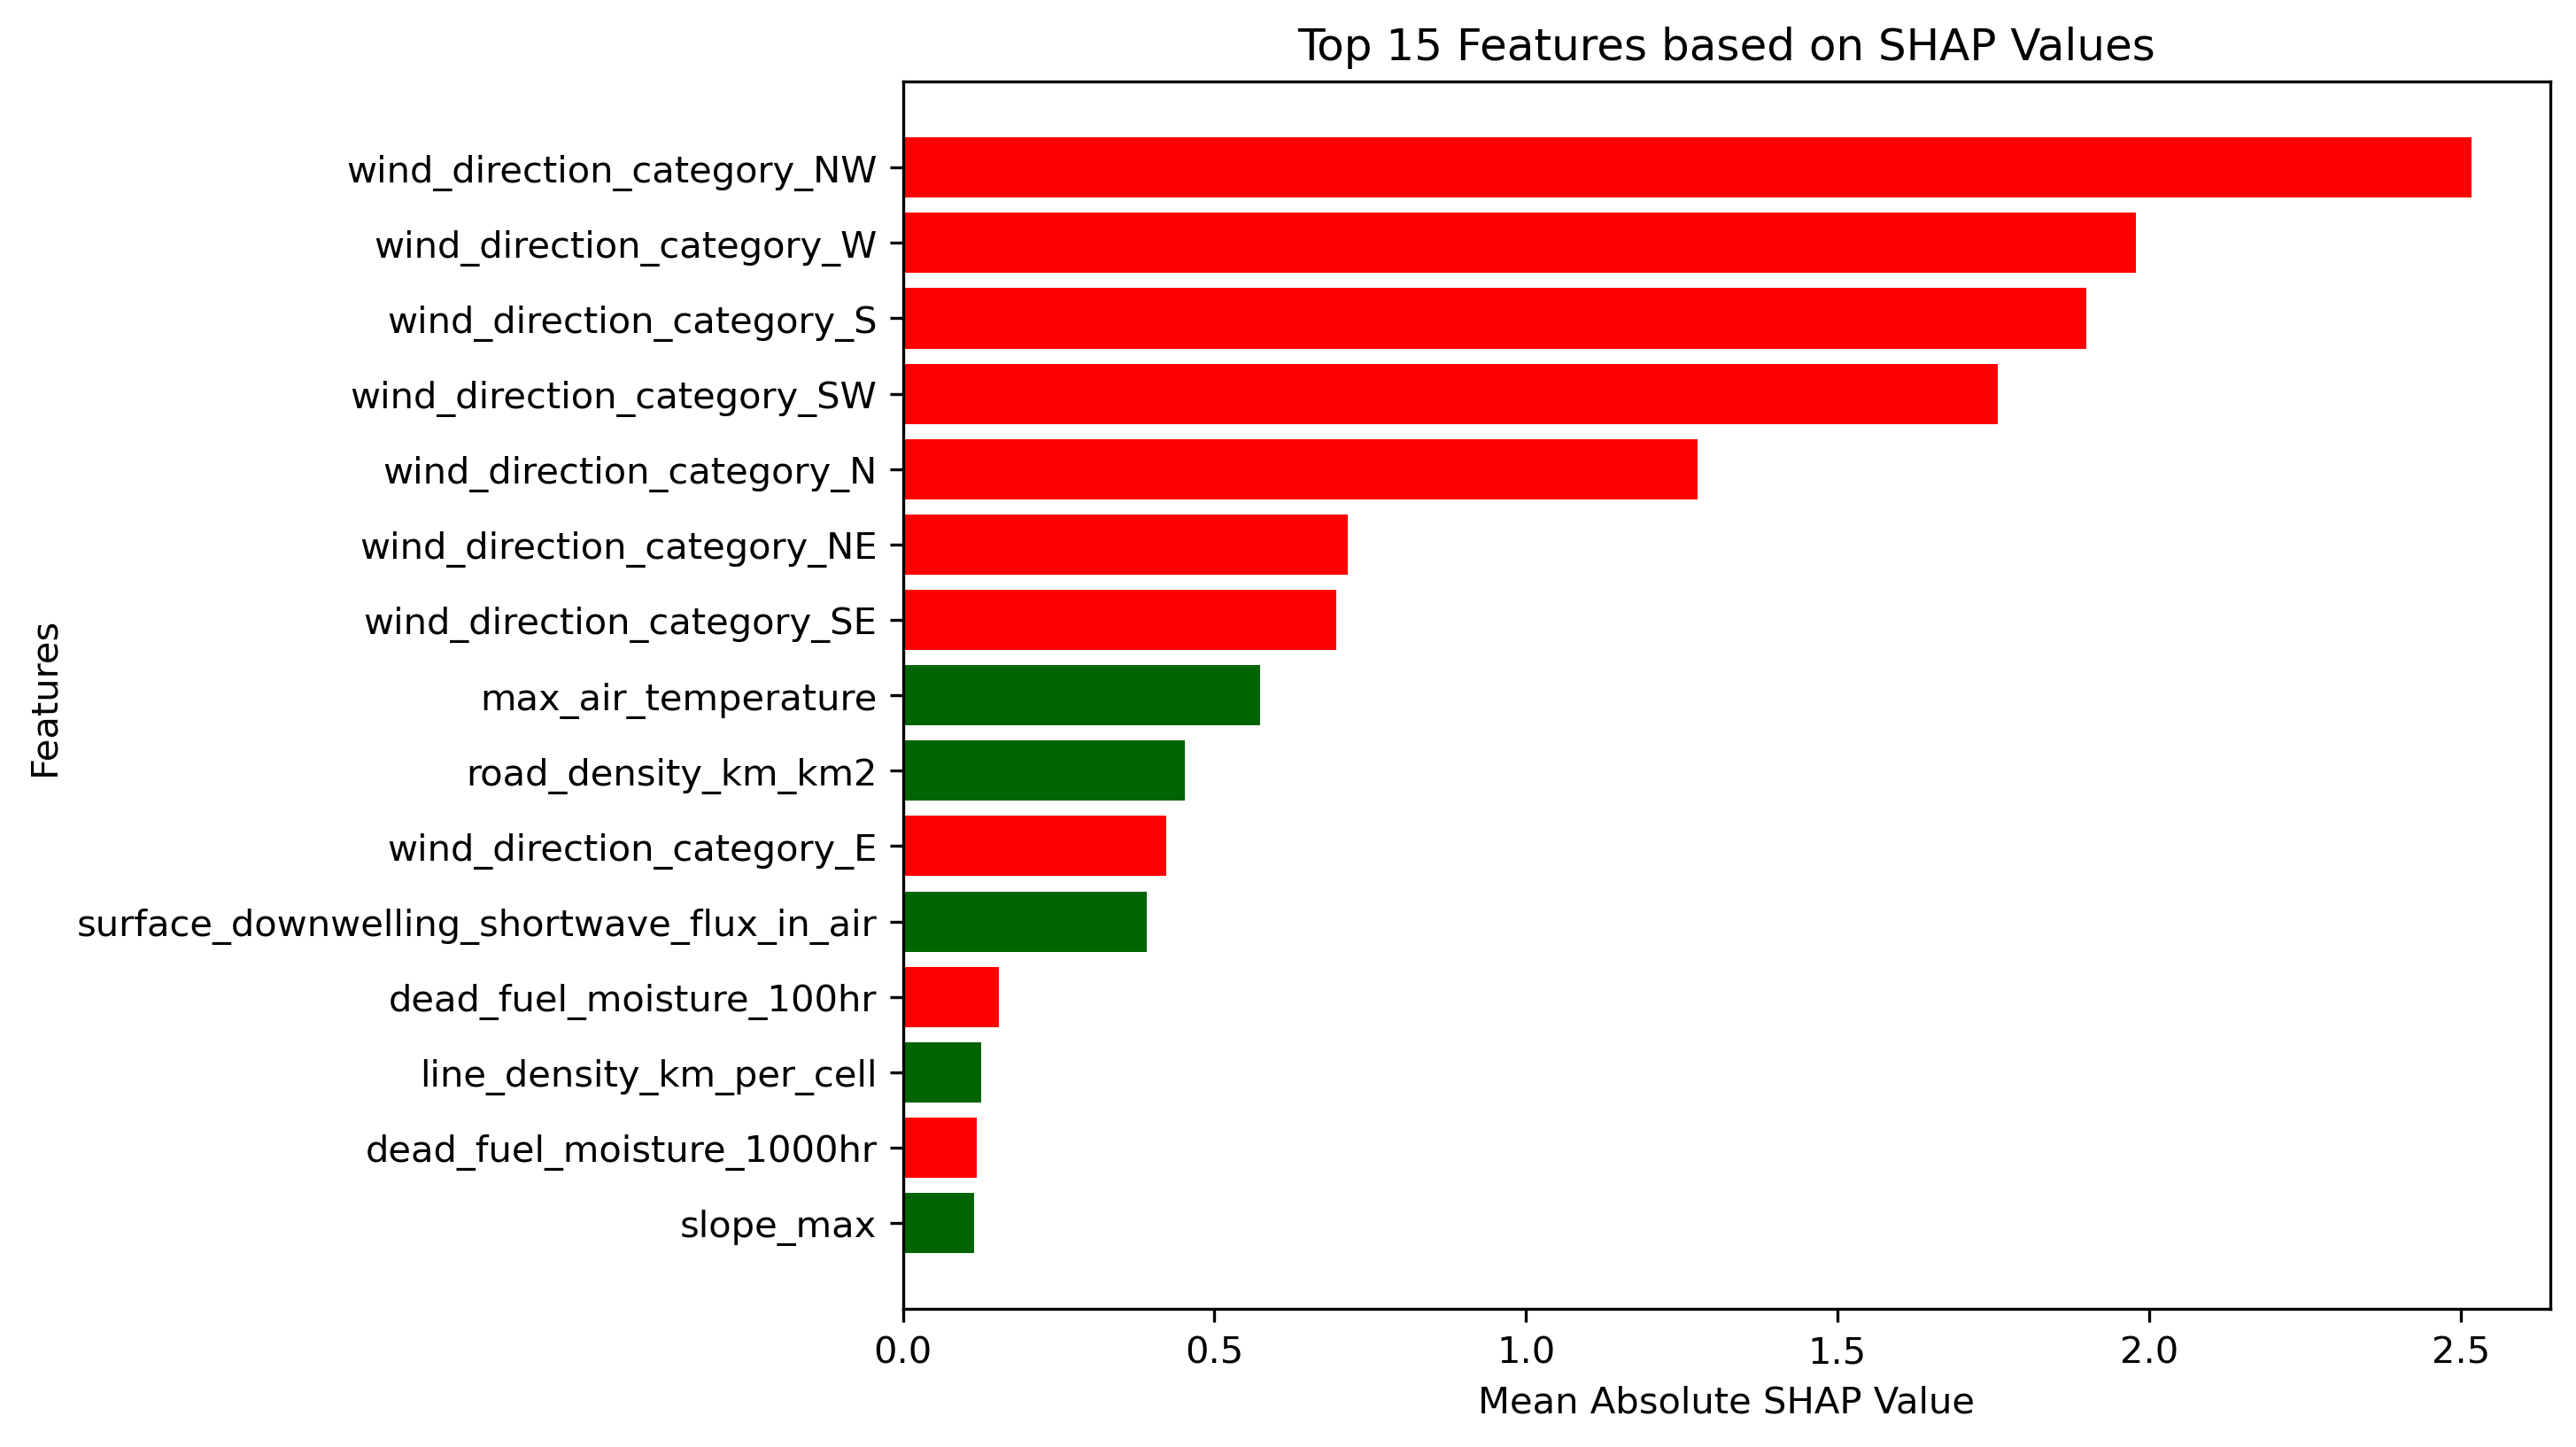 Top 15 Features based on SHAP Values
Features
wind_direction_category_NW
wind_direction_category_W
wind_direction_category_S
wind_direction_category_SW
wind_direction_category_N
wind_direction_category_NE
wind_direction_category_SE
max_air_temperature
road_density_km_km2
wind_direction_category_E
surface_downwelling_shortwave_flux_in_air
dead_fuel_moisture_100hr
line_density_km_per_cell
dead_fuel_moisture_1000hr
slope_max
0.0 0.5 1.0 1.5 2.0 2.5
Mean Absolute SHAP Value